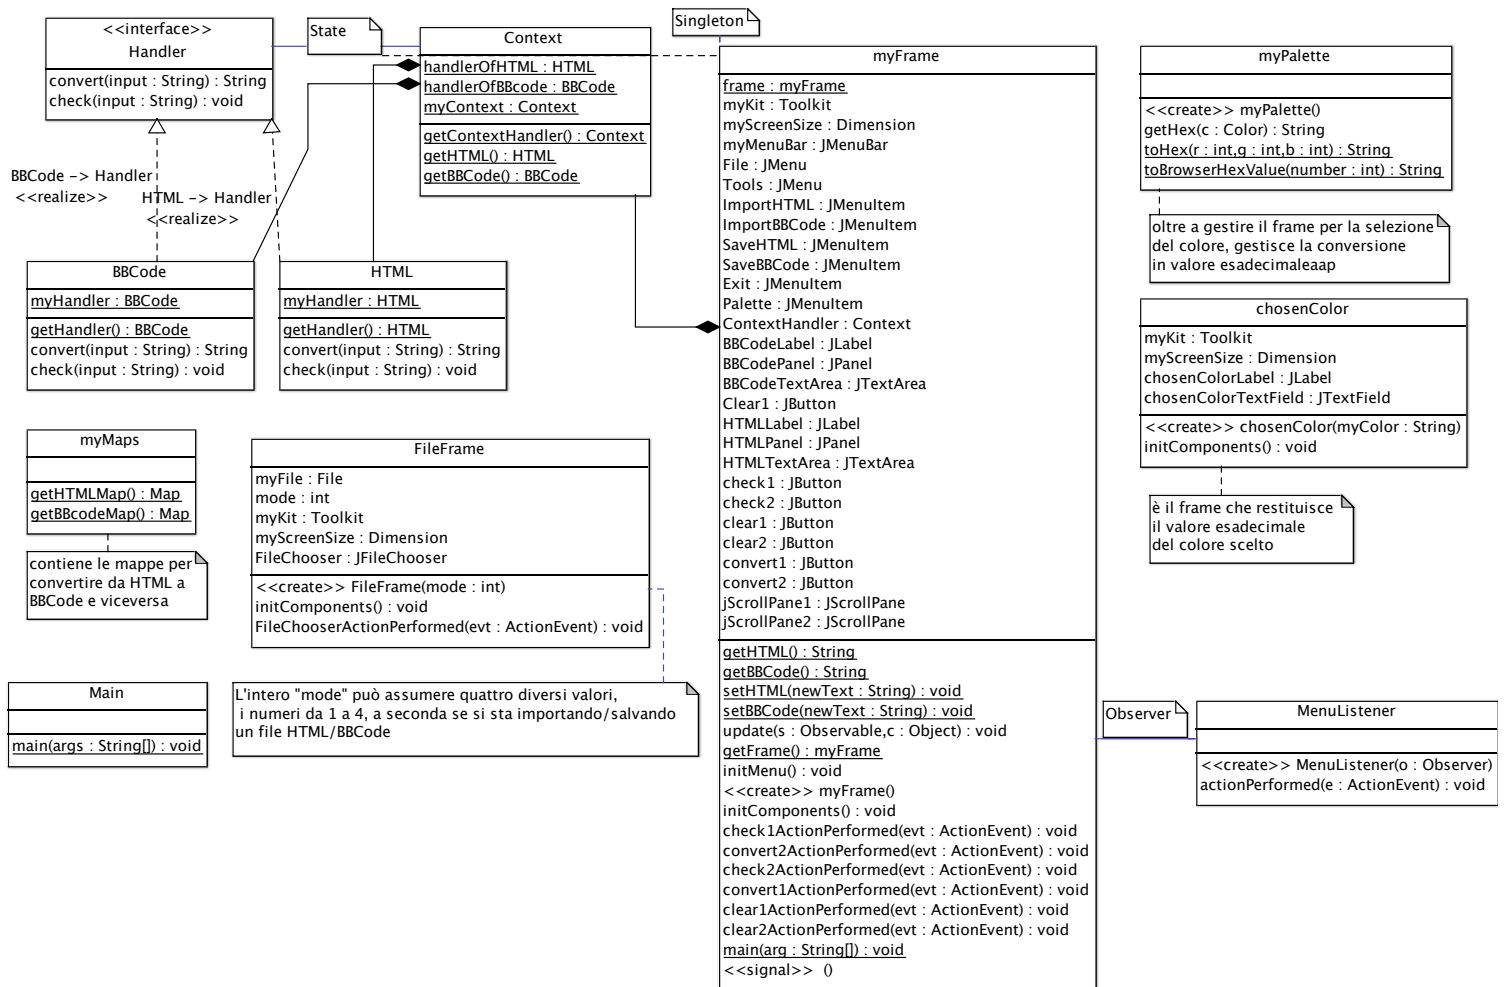 <<interface>>
Handler
convert(input : String) : String
check(input : String) : void
State
Context
handlerOfHTML : HTML
handlerOfBBcode : BBCode
myContext : Context
getContextHandler() : Context
getHTML() : HTML
getBBCode() : BBCode
Singleton
myFrame
frame : myFrame
myKit : Toolkit
myScreenSize : Dimension
myMenuBar : JMenuBar
File : JMenu
Tools : JMenu
ImportHTML : JMenuItem
ImportBBCode : JMenuItem
SaveHTML : JMenuItem
SaveBBCode : JMenuItem
Exit : JMenuItem
Palette : JMenuItem
ContextHandler : Context
BBCodeLabel : JLabel
BBCodePanel : JPanel
BBCodeTextArea : JTextArea
Clear1 : JButton
HTMLLabel : JLabel
HTMLPanel : JPanel
HTMLTextArea : JTextArea
check1 : JButton
check2 : JButton
clear1 : JButton
clear2 : JButton
convert1 : JButton
convert2 : JButton
jScrollPane1 : JScrollPane
jScrollPane2 : JScrollPane
getHTML() : String
getBBCode() : String
setHTML(newText : String) : void
setBBCode(newText : String) : void
update(s : Observable,c : Object) : void
getFrame() : myFrame
initMenu() : void
<<create>> myFrame()
initComponents() : void
check1ActionPerformed(evt : ActionEvent) : void
convert2ActionPerformed(evt : ActionEvent) : void
check2ActionPerformed(evt : ActionEvent) : void
convert1ActionPerformed(evt : ActionEvent) : void
clear1ActionPerformed(evt : ActionEvent) : void
clear2ActionPerformed(evt : ActionEvent) : void
main(arg : String[]) : void
<<signal>> ()
myPalette
<<create>> myPalette()
getHex(c : Color) : String
toHex(r : int,g : int,b : int) : String
toBrowserHexValue(number : int) : String
oltre a gestire il frame per la selezione
del colore, gestisce la conversione
in valore esadecimaleaap
chosenColor
myKit : Toolkit
myScreenSize : Dimension
chosenColorLabel : JLabel
chosenColorTextField : JTextField
<<create>> chosenColor(myColor : String)
initComponents() : void
è il frame che restituisce
il valore esadecimale
del colore scelto
BBCode -> Handler
<<realize>>
HTML -> Handler
<<realize>>
BBCode
myHandler : BBCode
getHandler() : BBCode
convert(input : String) : String
check(input : String) : void
HTML
myHandler : HTML
getHandler() : HTML
convert(input : String) : String
check(input : String) : void
myMaps
getHTMLMap() : Map
getBBcodeMap() : Map
contiene le mappe per
convertire da HTML a
BBCode e viceversa
FileFrame
myFile : File
mode : int
myKit : Toolkit
myScreenSize : Dimension
FileChooser : JFileChooser
<<create>> FileFrame(mode : int)
initComponents() : void
FileChooserActionPerformed(evt : ActionEvent) : void
Main
main(args : String[]) : void
L'intero "mode" può assumere quattro diversi valori,
i numeri da 1 a 4, a seconda se si sta importando/salvando
un file HTML/BBCode
Observer
MenuListener
<<create>> MenuListener(o : Observer)
actionPerformed(e : ActionEvent) : void